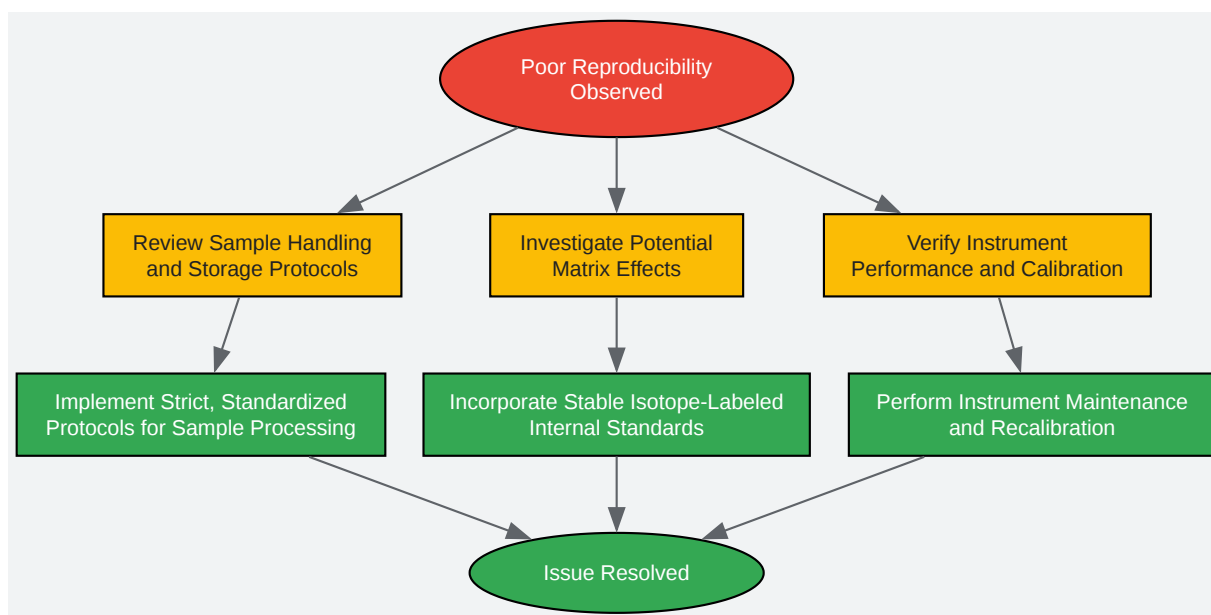 Poor Reproducibility
Observed
Review Sample Handling
and Storage Protocols
Investigate Potential
Matrix Effects
Verify Instrument
Performance and Calibration
Implement Strict, Standardized
Protocols for Sample Processing
Incorporate Stable Isotope-Labeled
Internal Standards
Perform Instrument Maintenance
and Recalibration
Issue Resolved